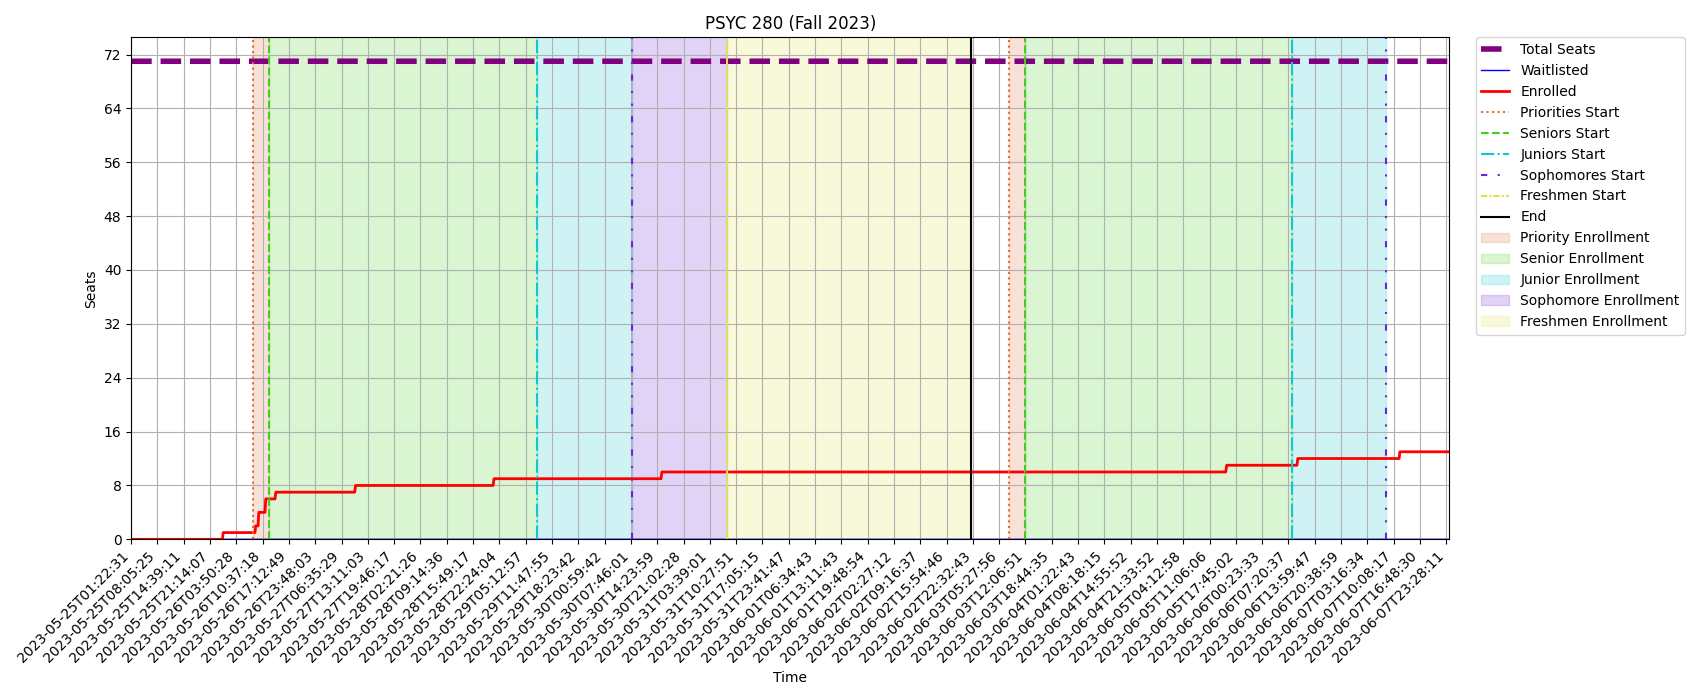 PSYC 280 (Fall 2023)
72
64
56
48
40
32
24
16
8
0
Seats
2023-05-25T01:22:31
2023-05-25T08:05:25
2023-05-25T14:39:11
2023-05-25T21:14:07
2023-05-26T03:50:28
2023-05-26T10:37:18
2023-05-26T17:12:49
2023-05-26T23:48:03
2023-05-27T06:35:29
2023-05-27T13:11:03
2023-05-27T19:46:17
2023-05-28T02:21:26
2023-05-28T09:14:36
2023-05-28T15:49:17
2023-05-28T22:24:04
2023-05-29T05:12:57
2023-05-29T11:47:55
2023-05-29T18:23:42
2023-05-30T00:59:42
2023-05-30T07:46:01
2023-05-30T14:23:59
2023-05-30T21:02:28
2023-05-31T03:39:01
2023-05-31T10:27:51
2023-05-31T17:05:15
2023-05-31T23:41:47
2023-06-01T06:34:43
2023-06-01T13:11:43
2023-06-01T19:48:54
2023-06-02T02:27:12
2023-06-02T09:16:37
2023-06-02T15:54:46
2023-06-02T22:32:43
2023-06-03T05:27:56
2023-06-03T12:06:51
2023-06-03T18:44:35
2023-06-04T01:22:43
2023-06-04T08:18:15
2023-06-04T14:55:52
2023-06-04T21:33:52
2023-06-05T04:12:58
2023-06-05T11:06:06
2023-06-05T17:45:02
2023-06-06T00:23:33
2023-06-06T07:20:37
2023-06-06T13:59:47
2023-06-06T20:38:59
2023-06-07T03:16:34
2023-06-07T10:08:17
2023-06-07T16:48:30
2023-06-07T23:28:11
Time
Total Seats
Waitlisted
Enrolled
Priorities Start
Seniors Start
Juniors Start
Sophomores Start
Freshmen Start
End
Priority Enrollment
Senior Enrollment
Junior Enrollment
Sophomore Enrollment
Freshmen Enrollment